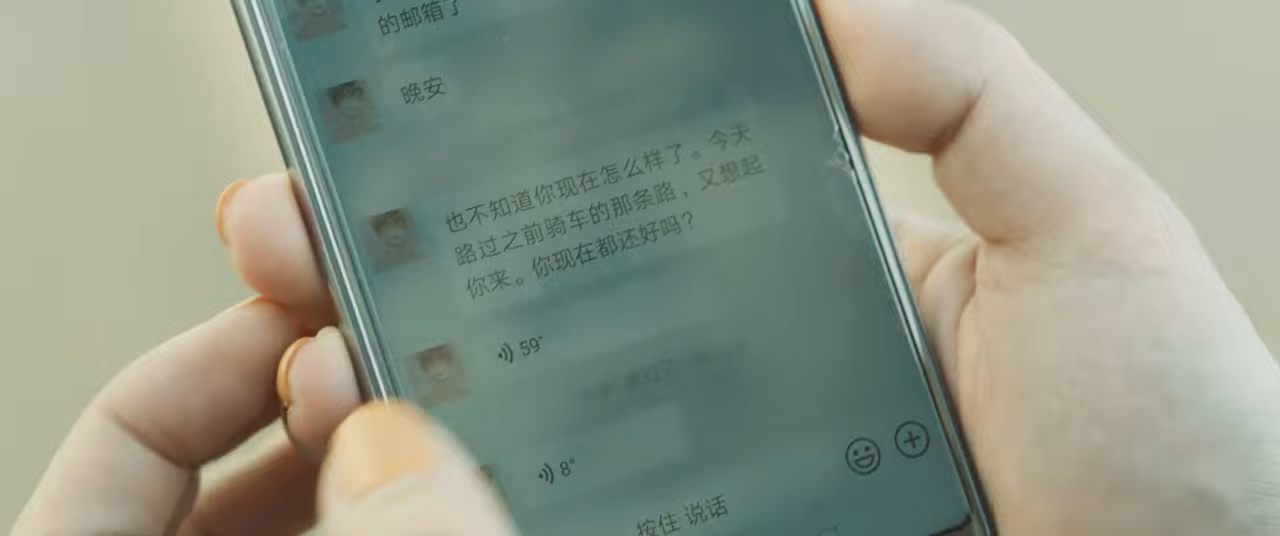 的邮箱了
晚安
也不知道你现在怎么样了。今天
路过之前骑车的那条路，又想起
你来。你现在都还好吗？
59"
8"
按住 说话